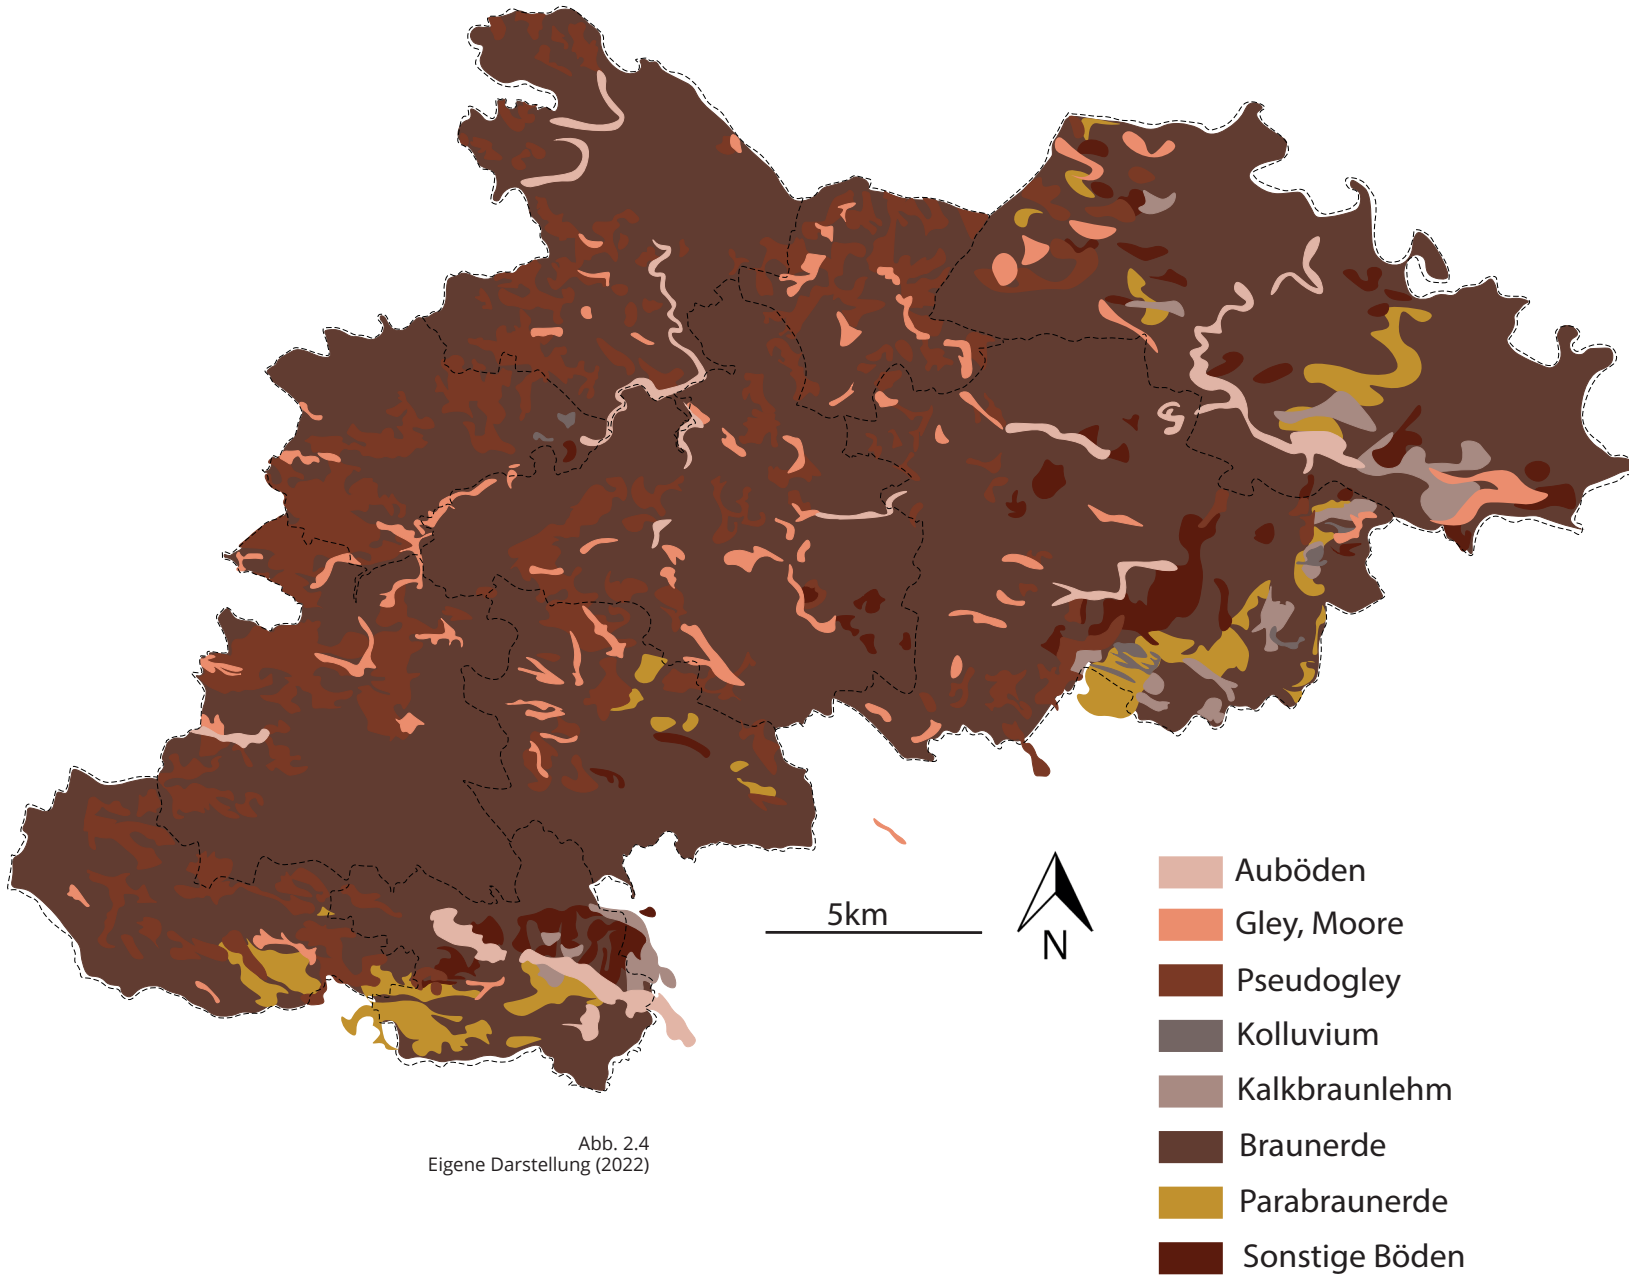 5km
N
Auböden
Gley, Moore
Pseudogley
Kolluvium
Kalkbraunlehm
Braunerde
Parabraunerde
Sonstige Böden
Abb. 2.4
Eigene Darstellung (2022)